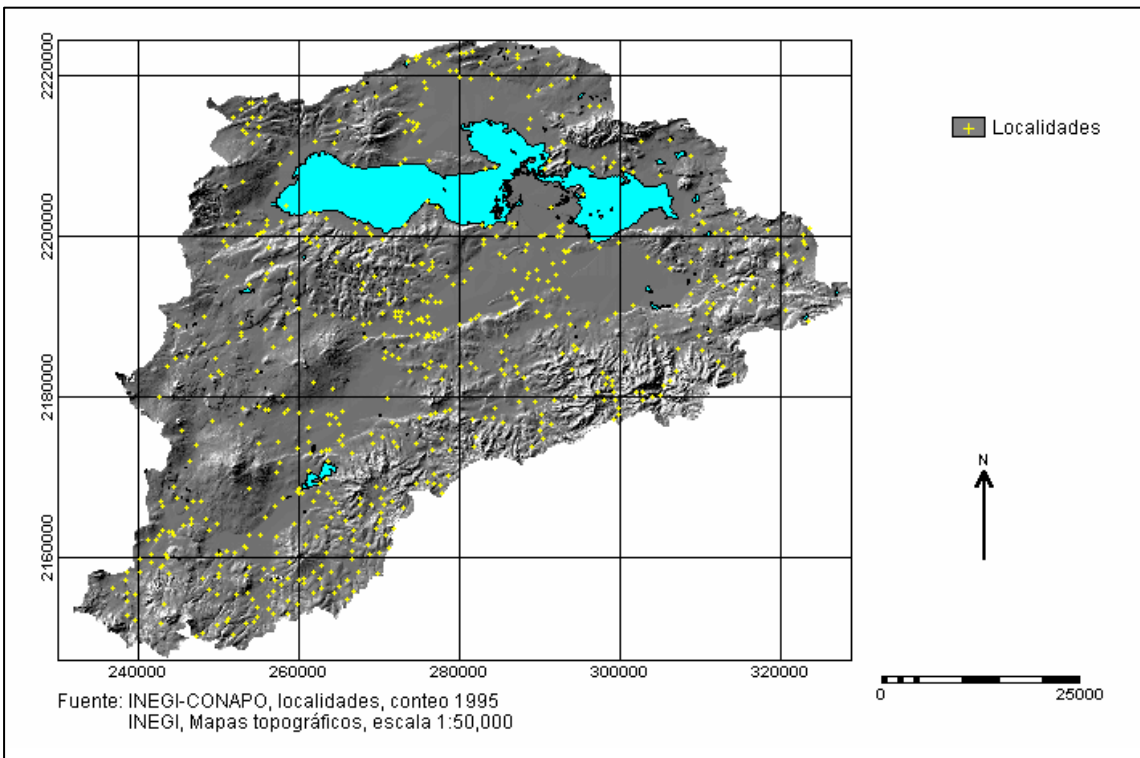 2220000
2200000
2180000
2160000
240000 260000 280000 300000 320000
Localidades
N
0 25000
Fuente: INEGI-CONAPO, localidades, conteo 1995
INEGI, Mapas topográficos, escala 1:50,000